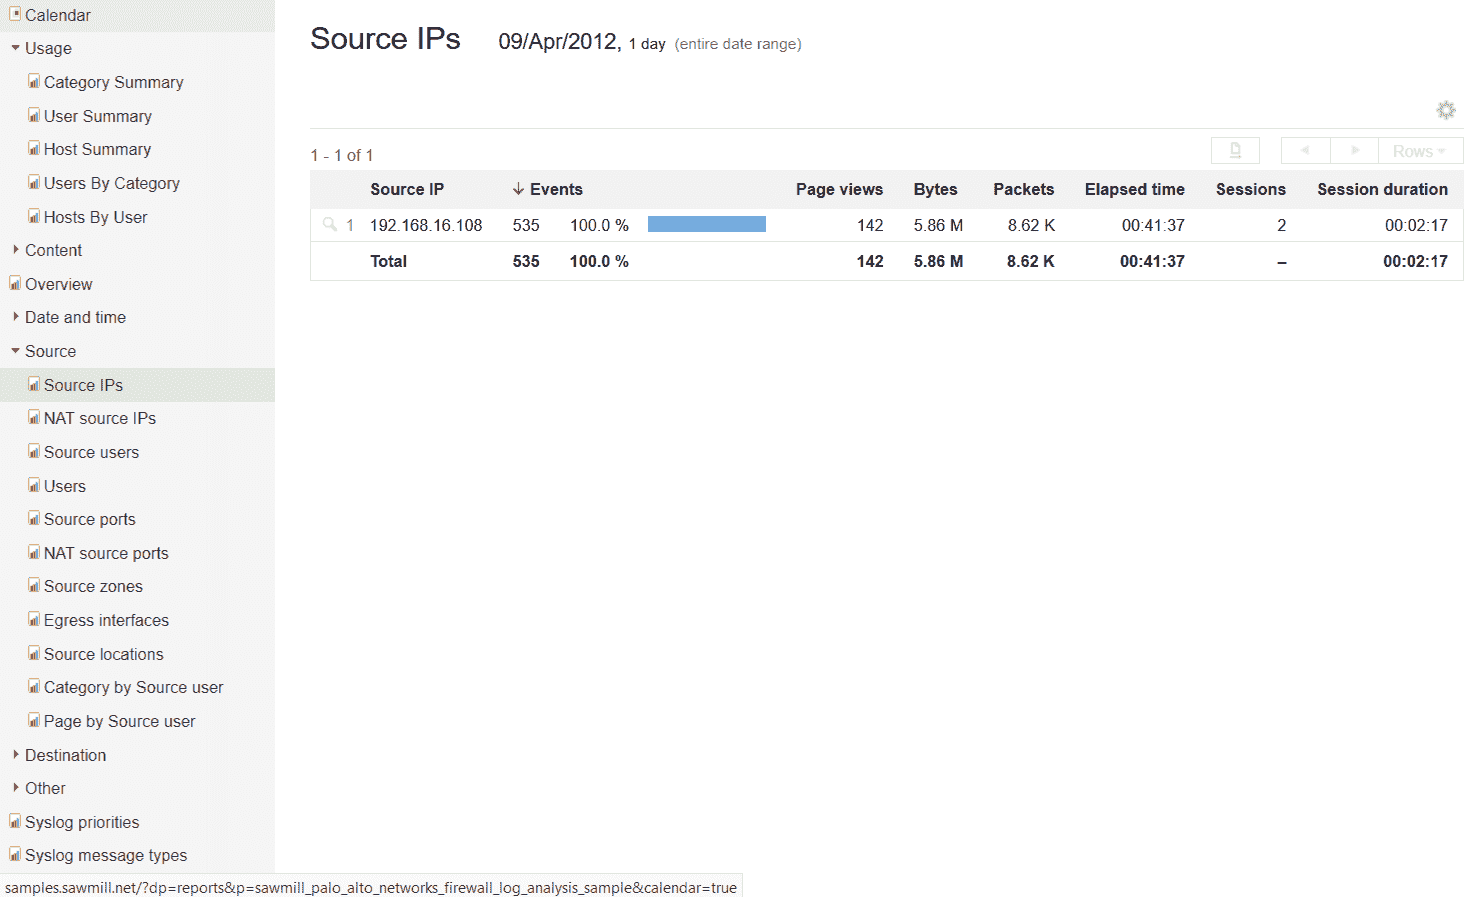 Calendar
Usage
Category Summary
User Summary
Host Summary
Users By Category
Hosts By User
Content
Overview
Date and time
Source
Source IPs
NAT source IPs
Source users
Users
Source ports
NAT source ports
Source zones
Egress interfaces
Source locations
Category by Source user
Page by Source user
Destination
Other
Syslog priorities
Syslog message types
Source IPs 09/Apr/2012, 1 day (entire date range)
1 - 1 of 1 Rows
Source IP Events Page views Bytes Packets Elapsed time Sessions Session duration
1 192.168.16.108 535 100.0 % 142 5.86 M 8.62 K 00:41:37 2 00:02:17
Total 535 100.0 % 142 5.86 M 8.62 K 00:41:37 – 00:02:17
samples.sawmill.net/?dp=reports&p=sawmill_palo_alto_networks_firewall_log_analysis_sample&calendar=true